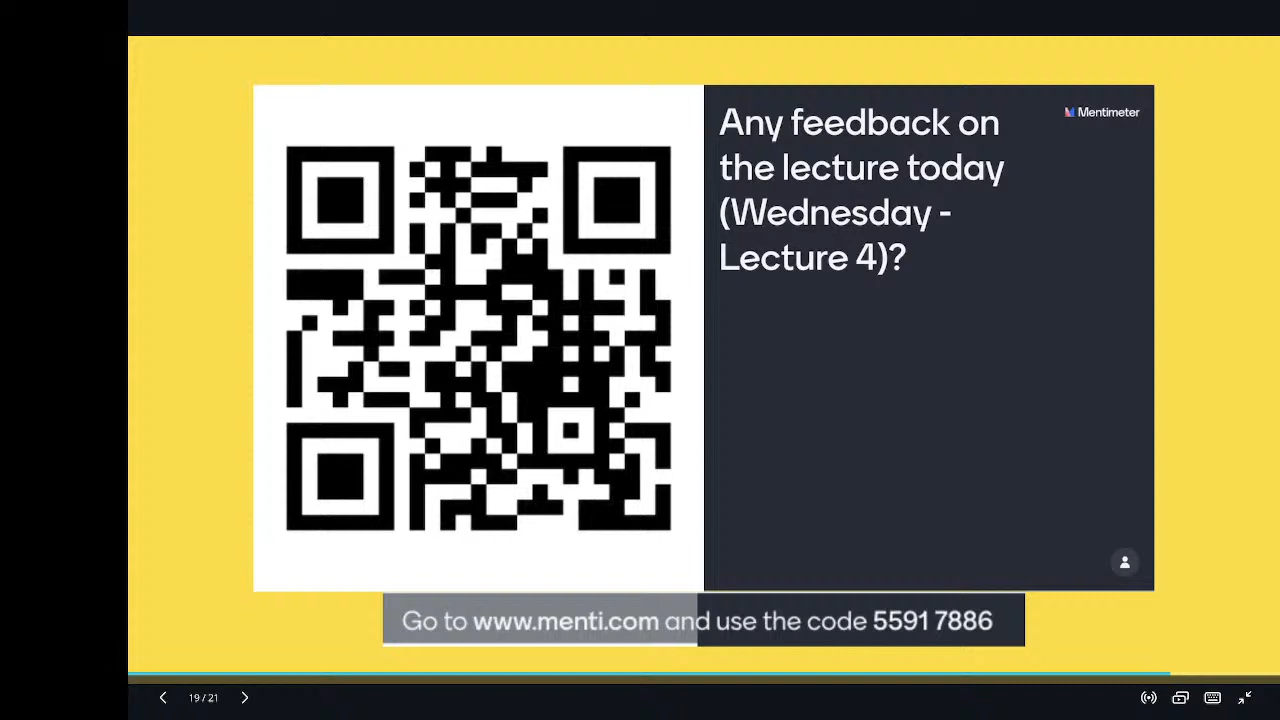 Any feedback on
the lecture today
(Wednesday -
Lecture 4)?
Mentimeter
Go to www.menti.com and use the code 5591 7886
19 / 21